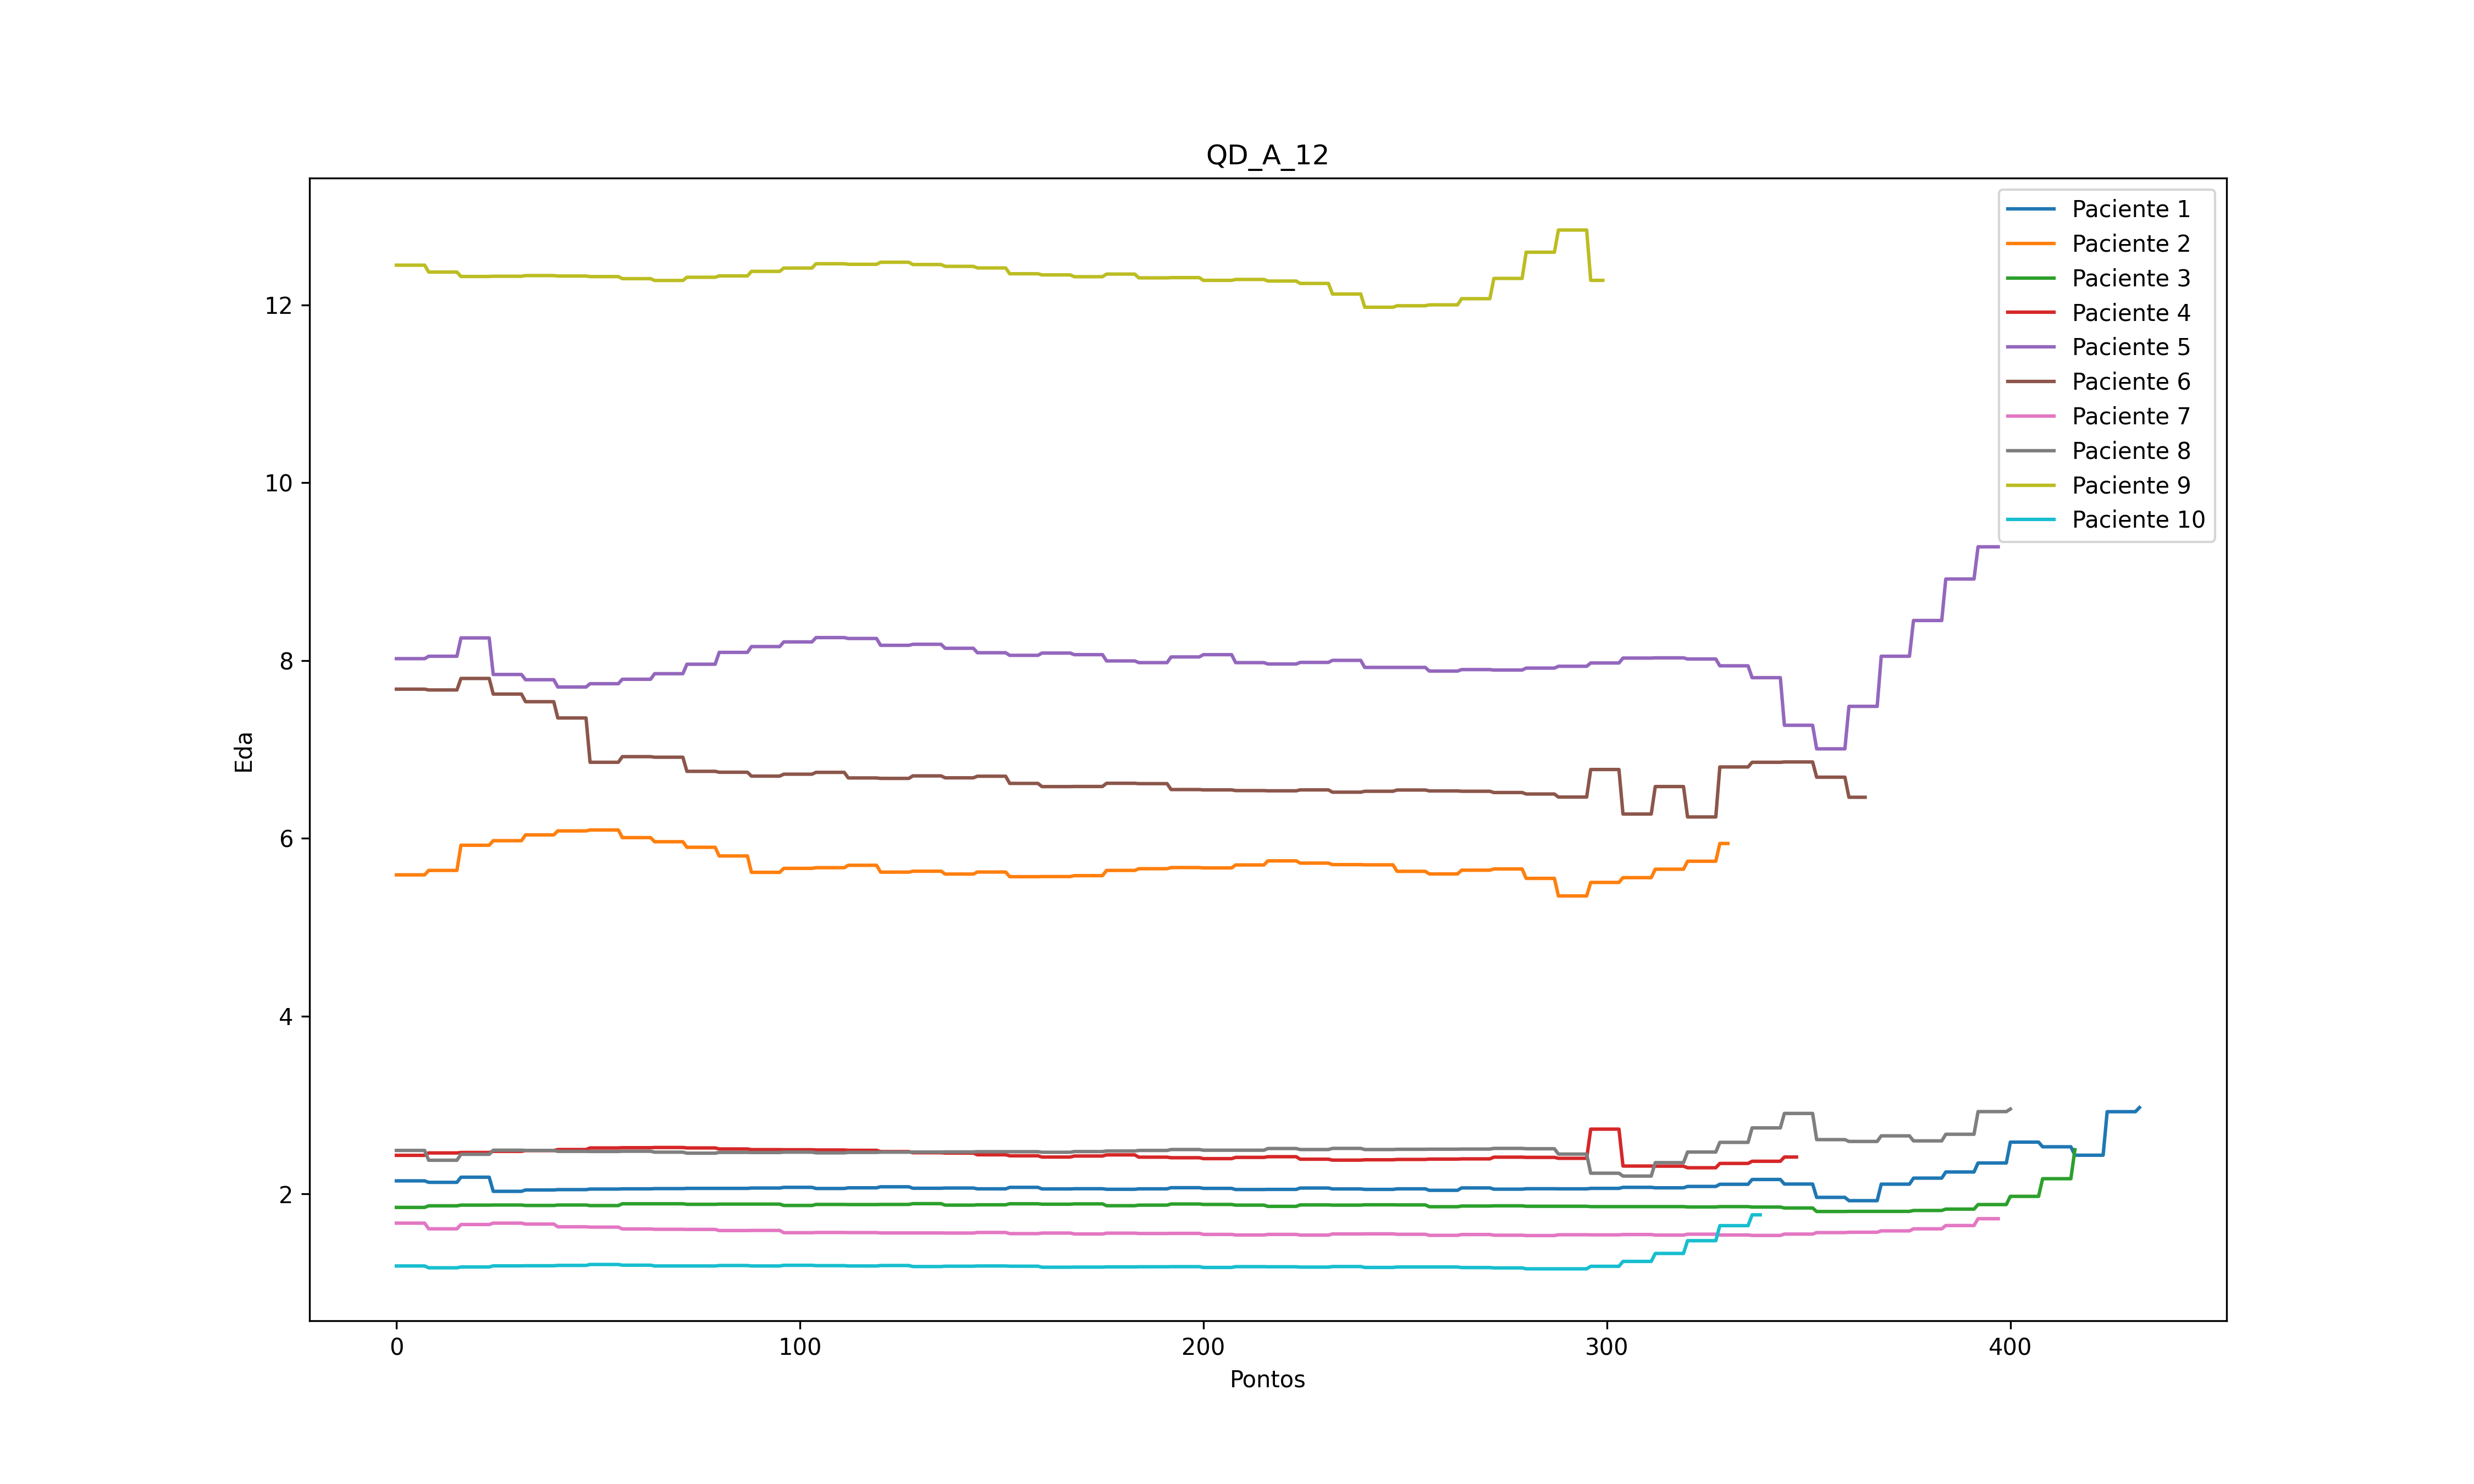 QD_A_12
Eda
12
10
8
6
4
2
0 100 200 300 400
Pontos
Paciente 1
Paciente 2
Paciente 3
Paciente 4
Paciente 5
Paciente 6
Paciente 7
Paciente 8
Paciente 9
Paciente 10